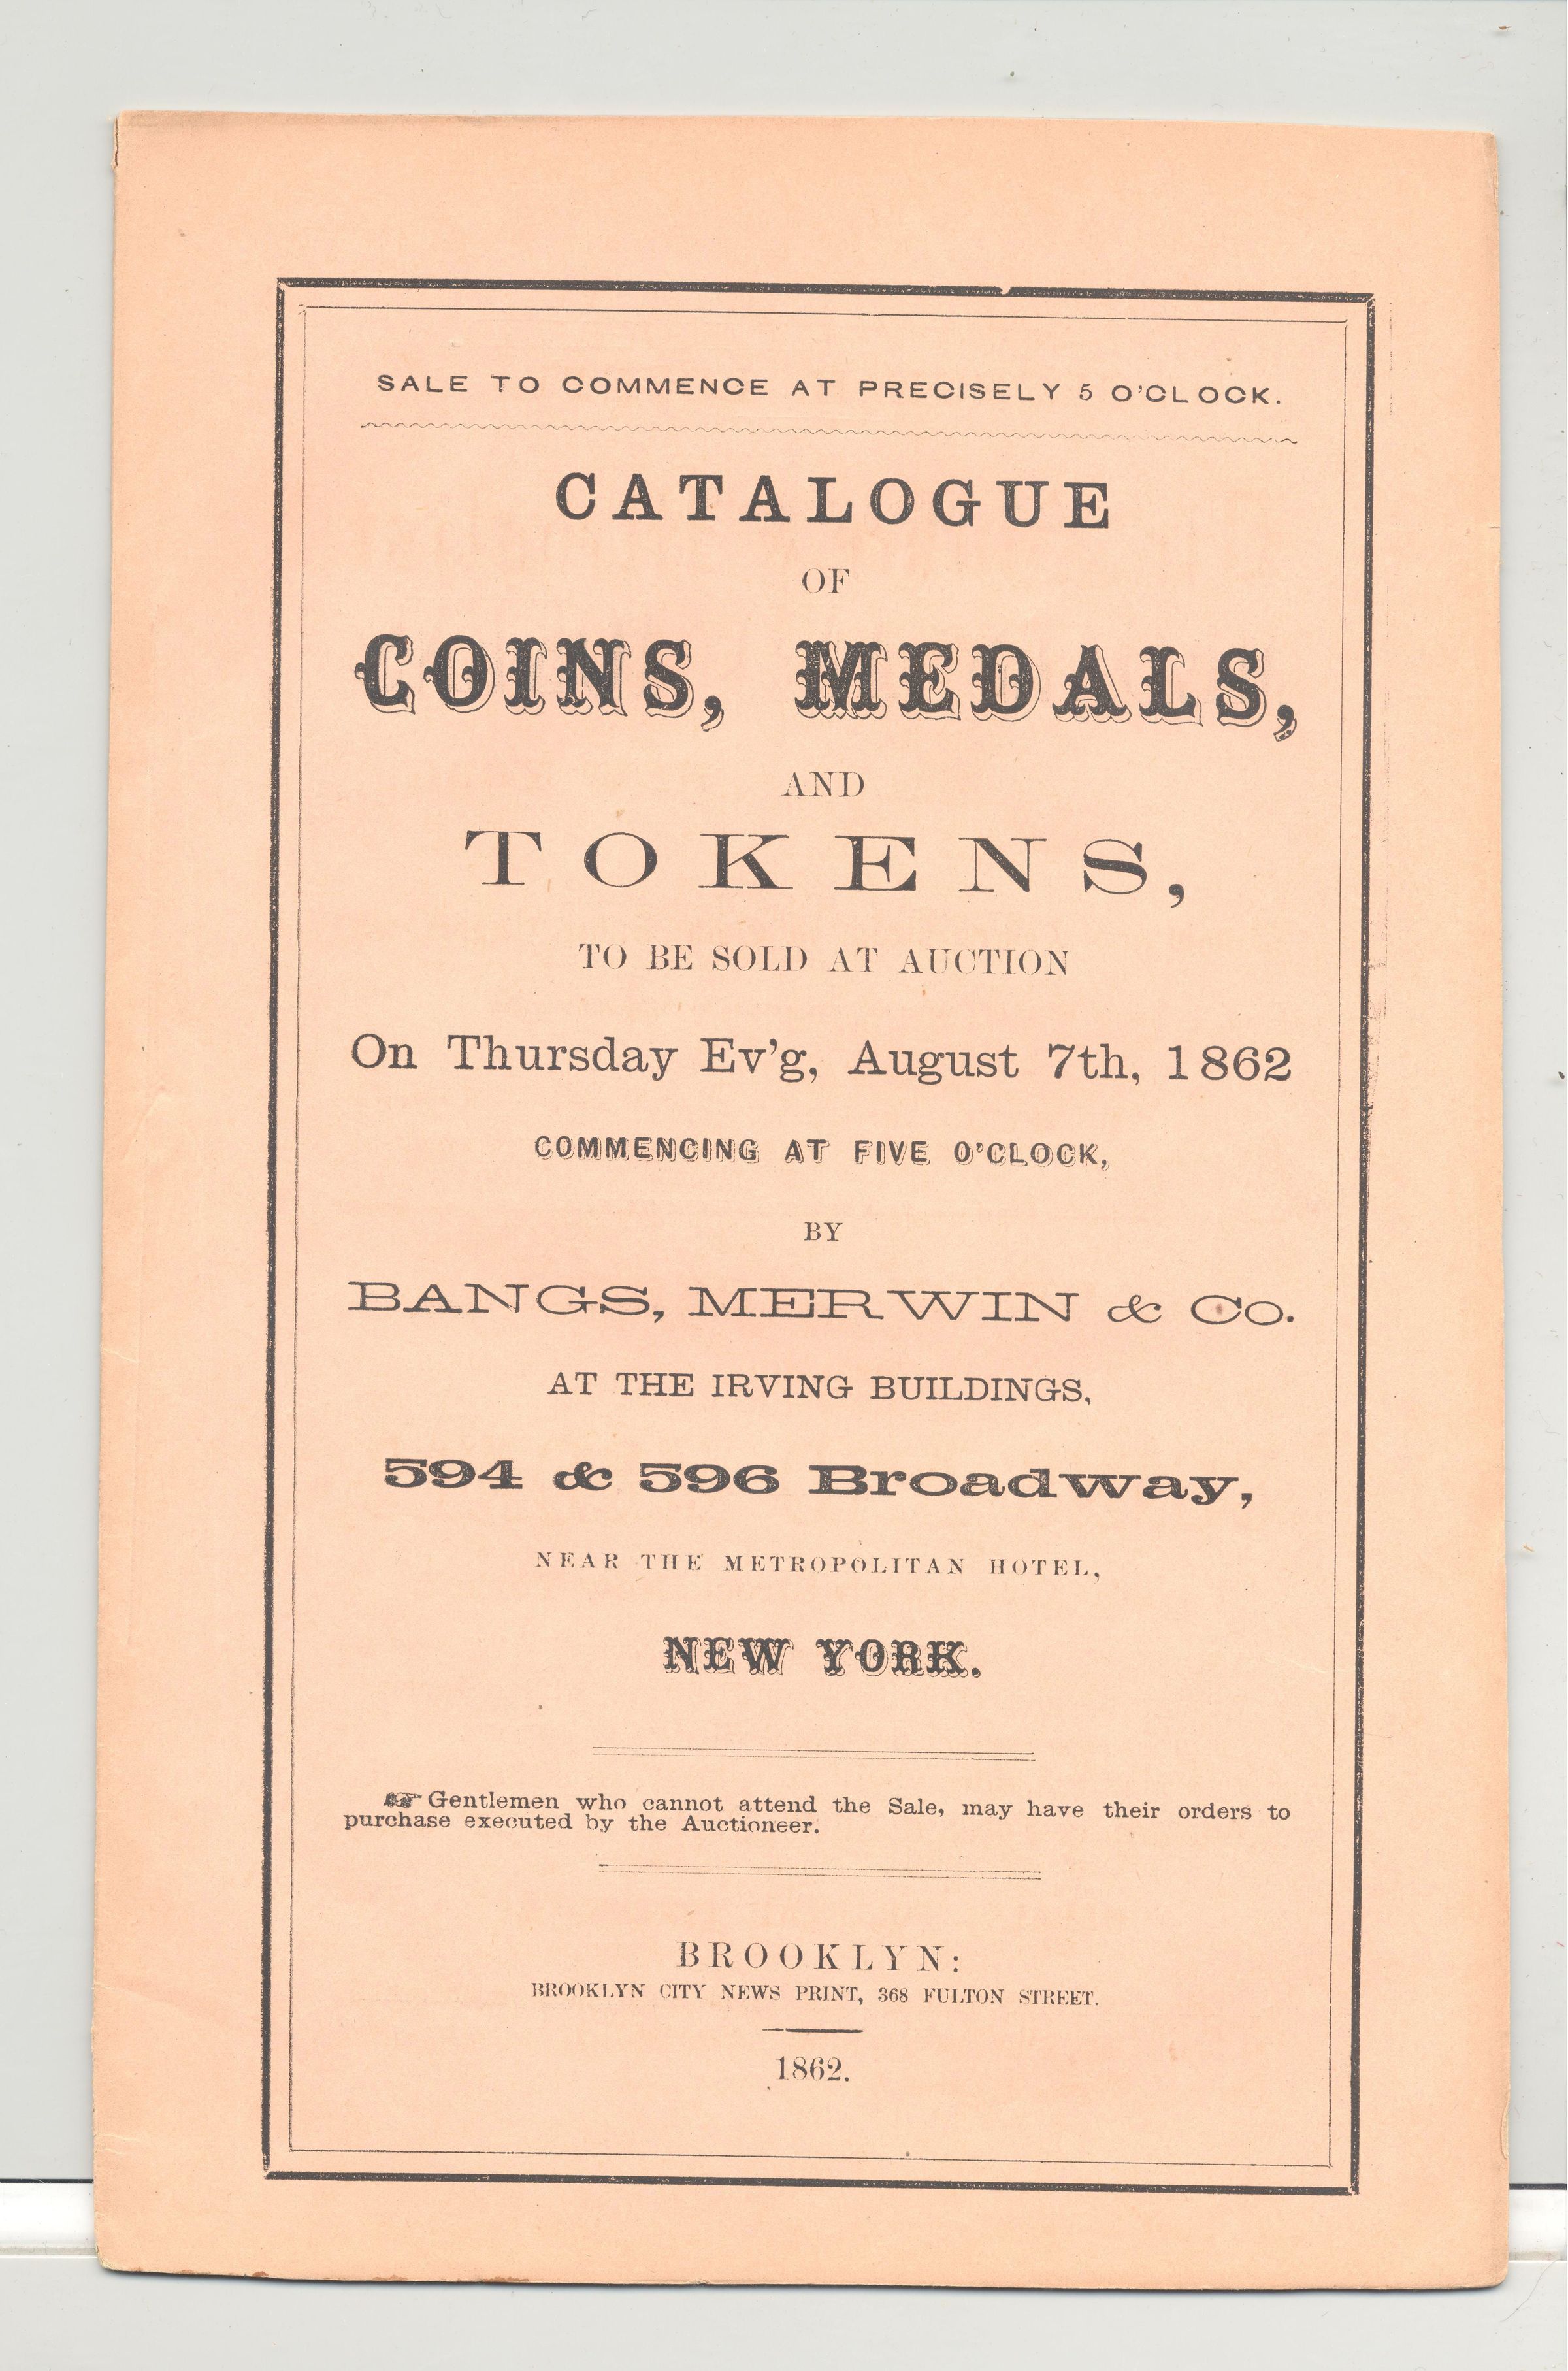 SALE TO COMMENCE AT PRECISELY 5 O'CLOCK.
CATALOGUE
OF
COINS, MEDALS,
AND
TOKENS,
TO BE SOLD AT AUCTION
On Thursday Ev'g, August 7th, 1862
COMMENCING AT FIVE O'CLOCK,
BY
BANGS, MERWIN & Co.
AT THE IRVING BUILDINGS,
594 & 596 Broadway,
NEAR THE METROPOLITAN HOTEL,
NEW YORK.
☞ Gentlemen who cannot attend the Sale, may have their orders to
purchase executed by the Auctioneer.
BROOKLYN:
BROOKLYN CITY NEWS PRINT, 368 FULTON STREET.
1862.